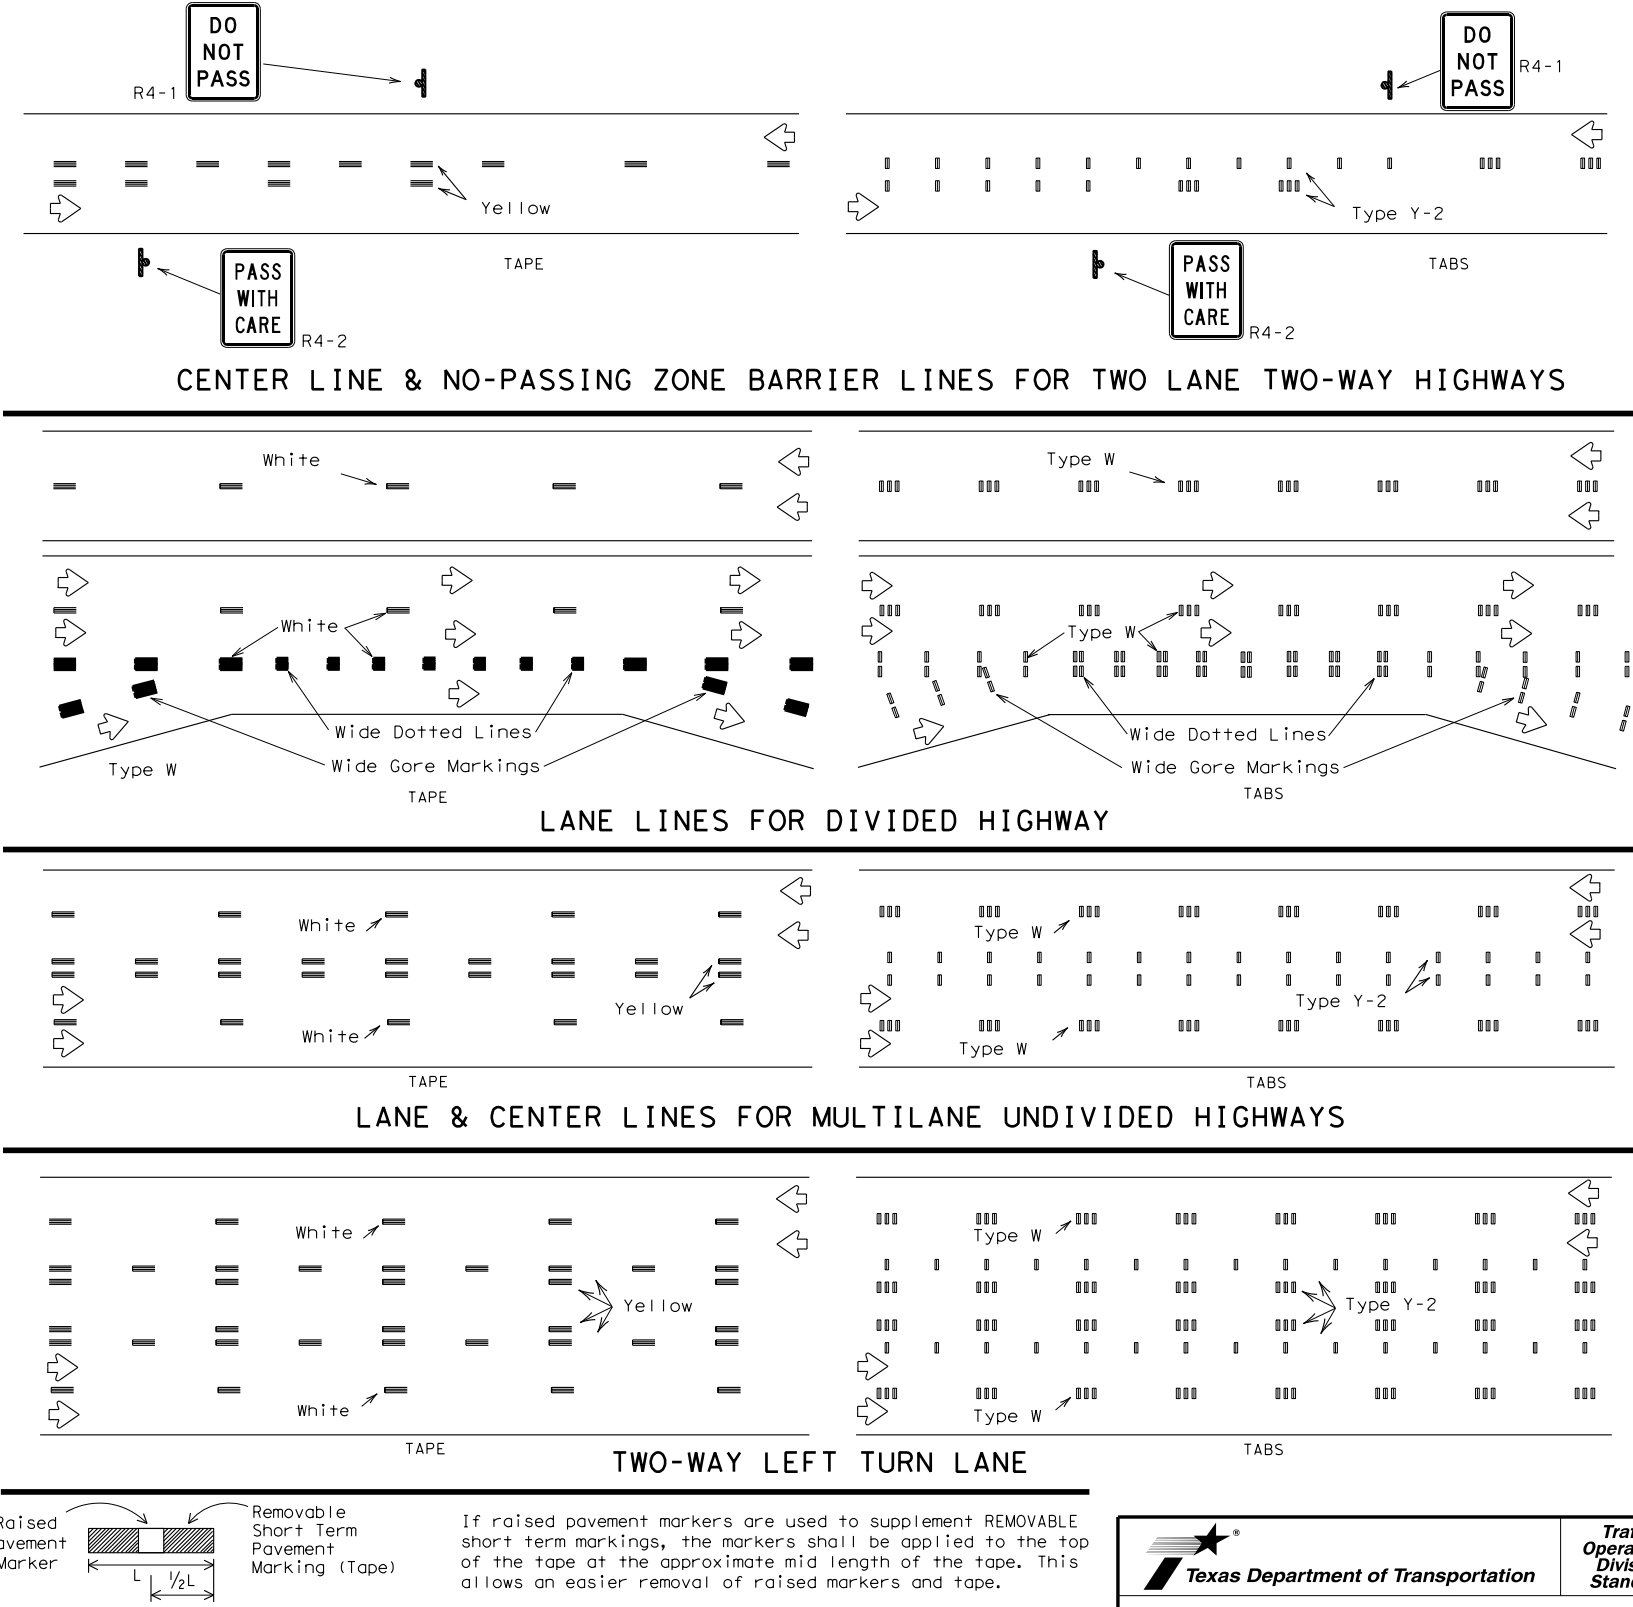 DO
NOT
PASS
R4-1
DO
NOT
PASS
R4-1
Yellow
Type Y-2
TAPE
TABS
PASS
WITH
CARE
R4-2
PASS
WITH
CARE
R4-2
CENTER LINE & NO-PASSING ZONE BARRIER LINES FOR TWO LANE TWO-WAY HIGHWAYS
White
Type W
White
Type W
Wide Dotted Lines
Wide Gore Markings
Type W
TAPE
Wide Dotted Lines
Wide Gore Markings
TABS
LANE LINES FOR DIVIDED HIGHWAY
White
Type W
Yellow
Type Y-2
White
Type W
TAPE
TABS
LANE & CENTER LINES FOR MULTILANE UNDIVIDED HIGHWAYS
White
Type W
Yellow
Type Y-2
White
Type W
TAPE
TABS
TWO-WAY LEFT TURN LANE
Raised
Pavement
Marker
Removable
Short Term
Pavement
Marking (Tape)
L
1/2L
If raised pavement markers are used to supplement REMOVABLE
short term markings, the markers shall be applied to the top
of the tape at the approximate mid length of the tape. This
allows an easier removal of raised markers and tape.
®
Texas Department of Transportation